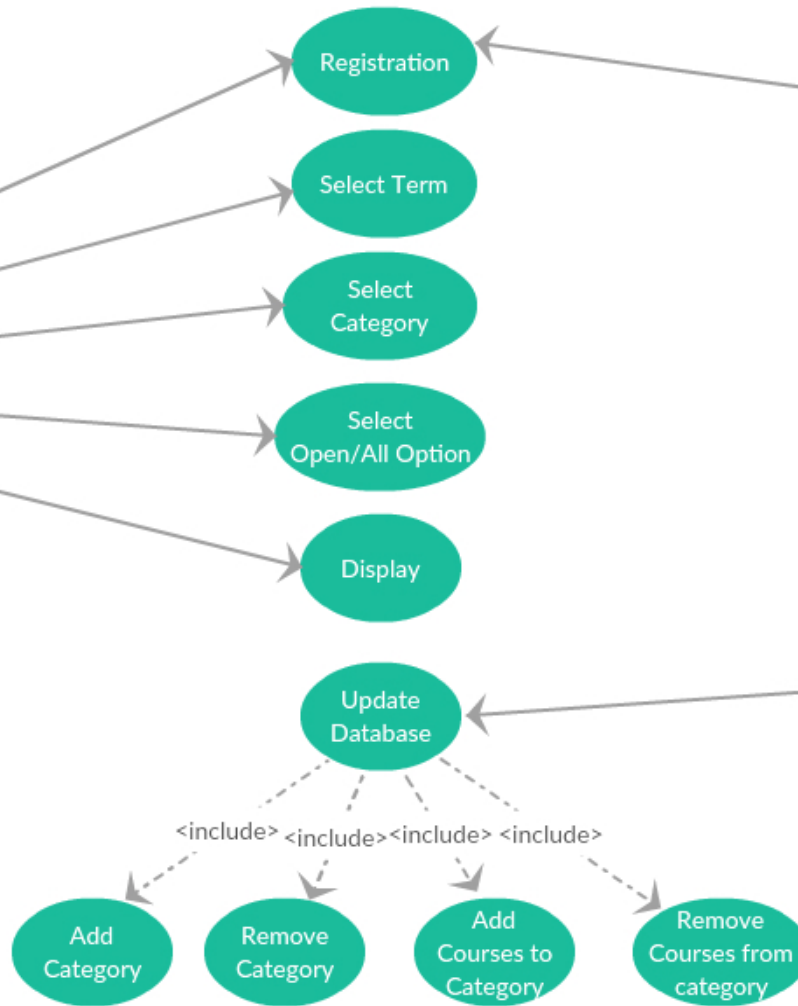 Registration
Select Term
Select
Category
Select
Open/All Option
Display
Update
Database
<include> <include> <include> <include>
Add
Category
Remove
Category
Add
Courses to
Category
Remove
Courses from
category